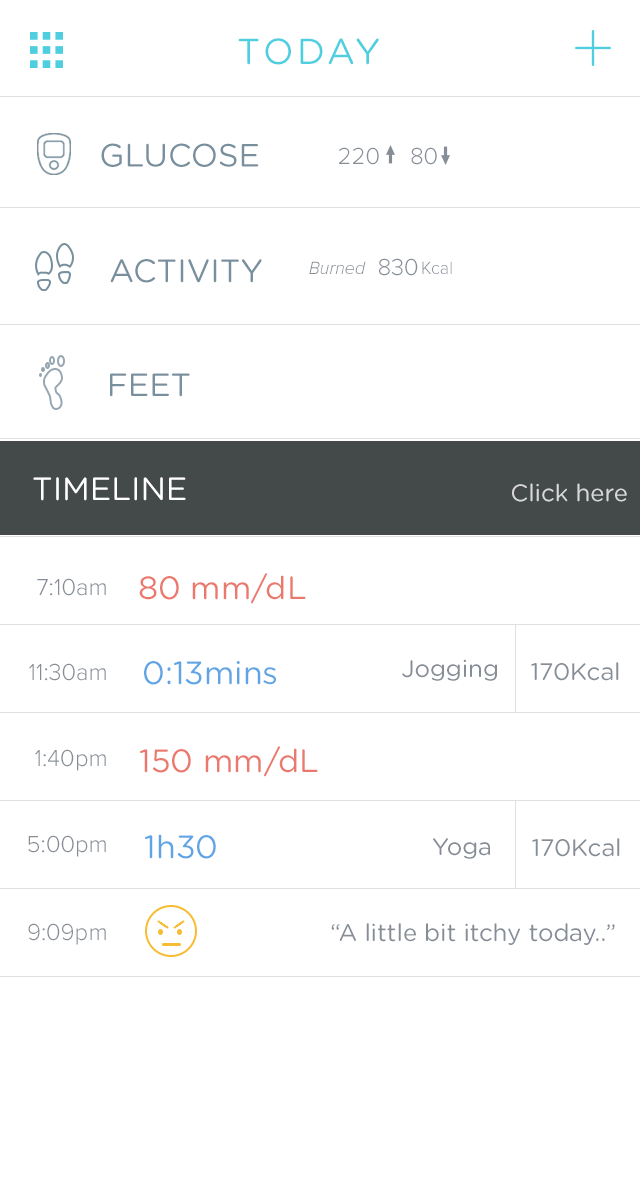 TODAY
GLUCOSE 220 80
ACTIVITY Burned 830 Kcal
FEET
TIMELINE Click here
7:10am 80 mm/dL
11:30am 0:13mins Jogging 170Kcal
1:40pm 150 mm/dL
5:00pm 1h30 Yoga 170Kcal
9:09pm “A little bit itchy today..”